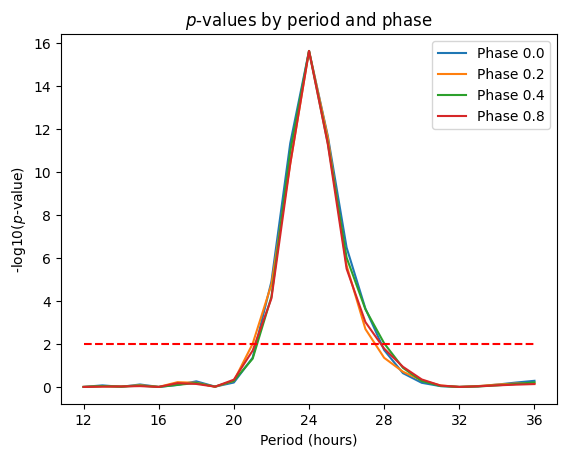 p-values by period and phase
16
14
12
10
8
6
4
2
0
-log10(p-value)
Phase 0.0
Phase 0.2
Phase 0.4
Phase 0.8
12 16 20 24 28 32 36
Period (hours)